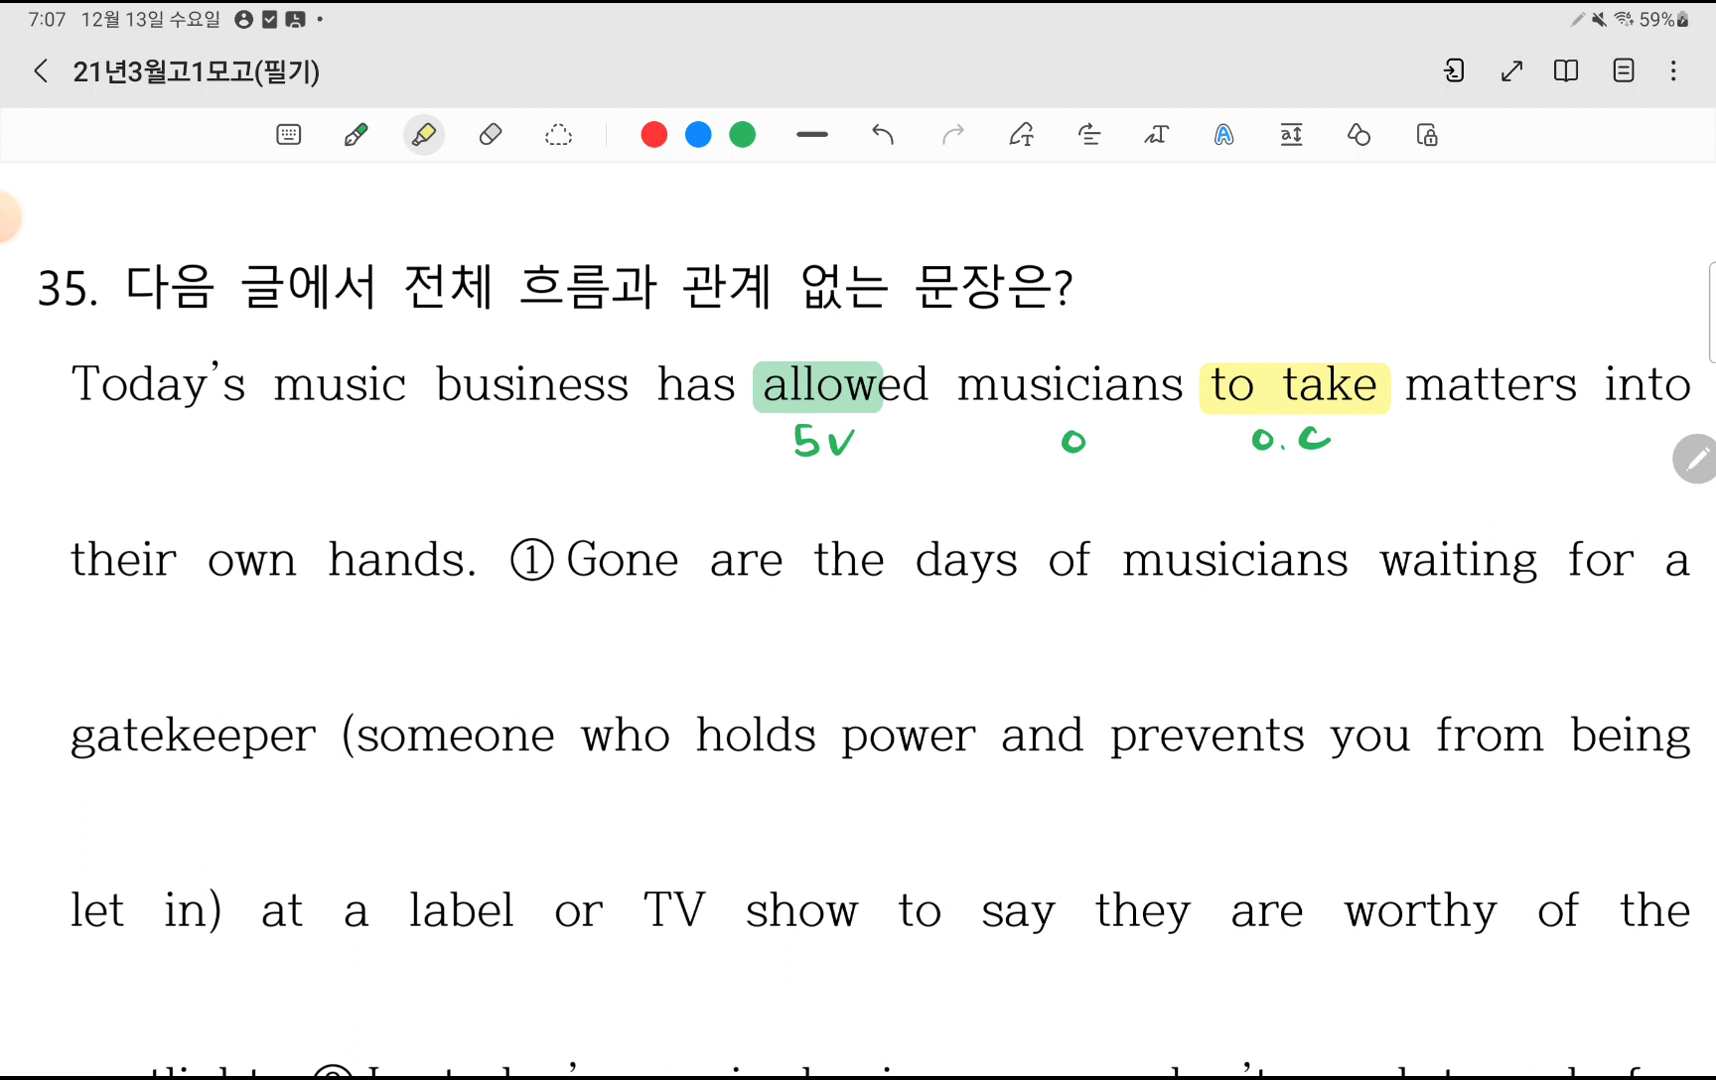 7:07 12월 13일 수요일
59%
21년3월고1모고(필기)
35. 다음 글에서 전체 흐름과 관계 없는 문장은?
Today's music business has allowed musicians to take matters into
5V O O.C
their own hands. ① Gone are the days of musicians waiting for a
gatekeeper (someone who holds power and prevents you from being
let in) at a label or TV show to say they are worthy of the